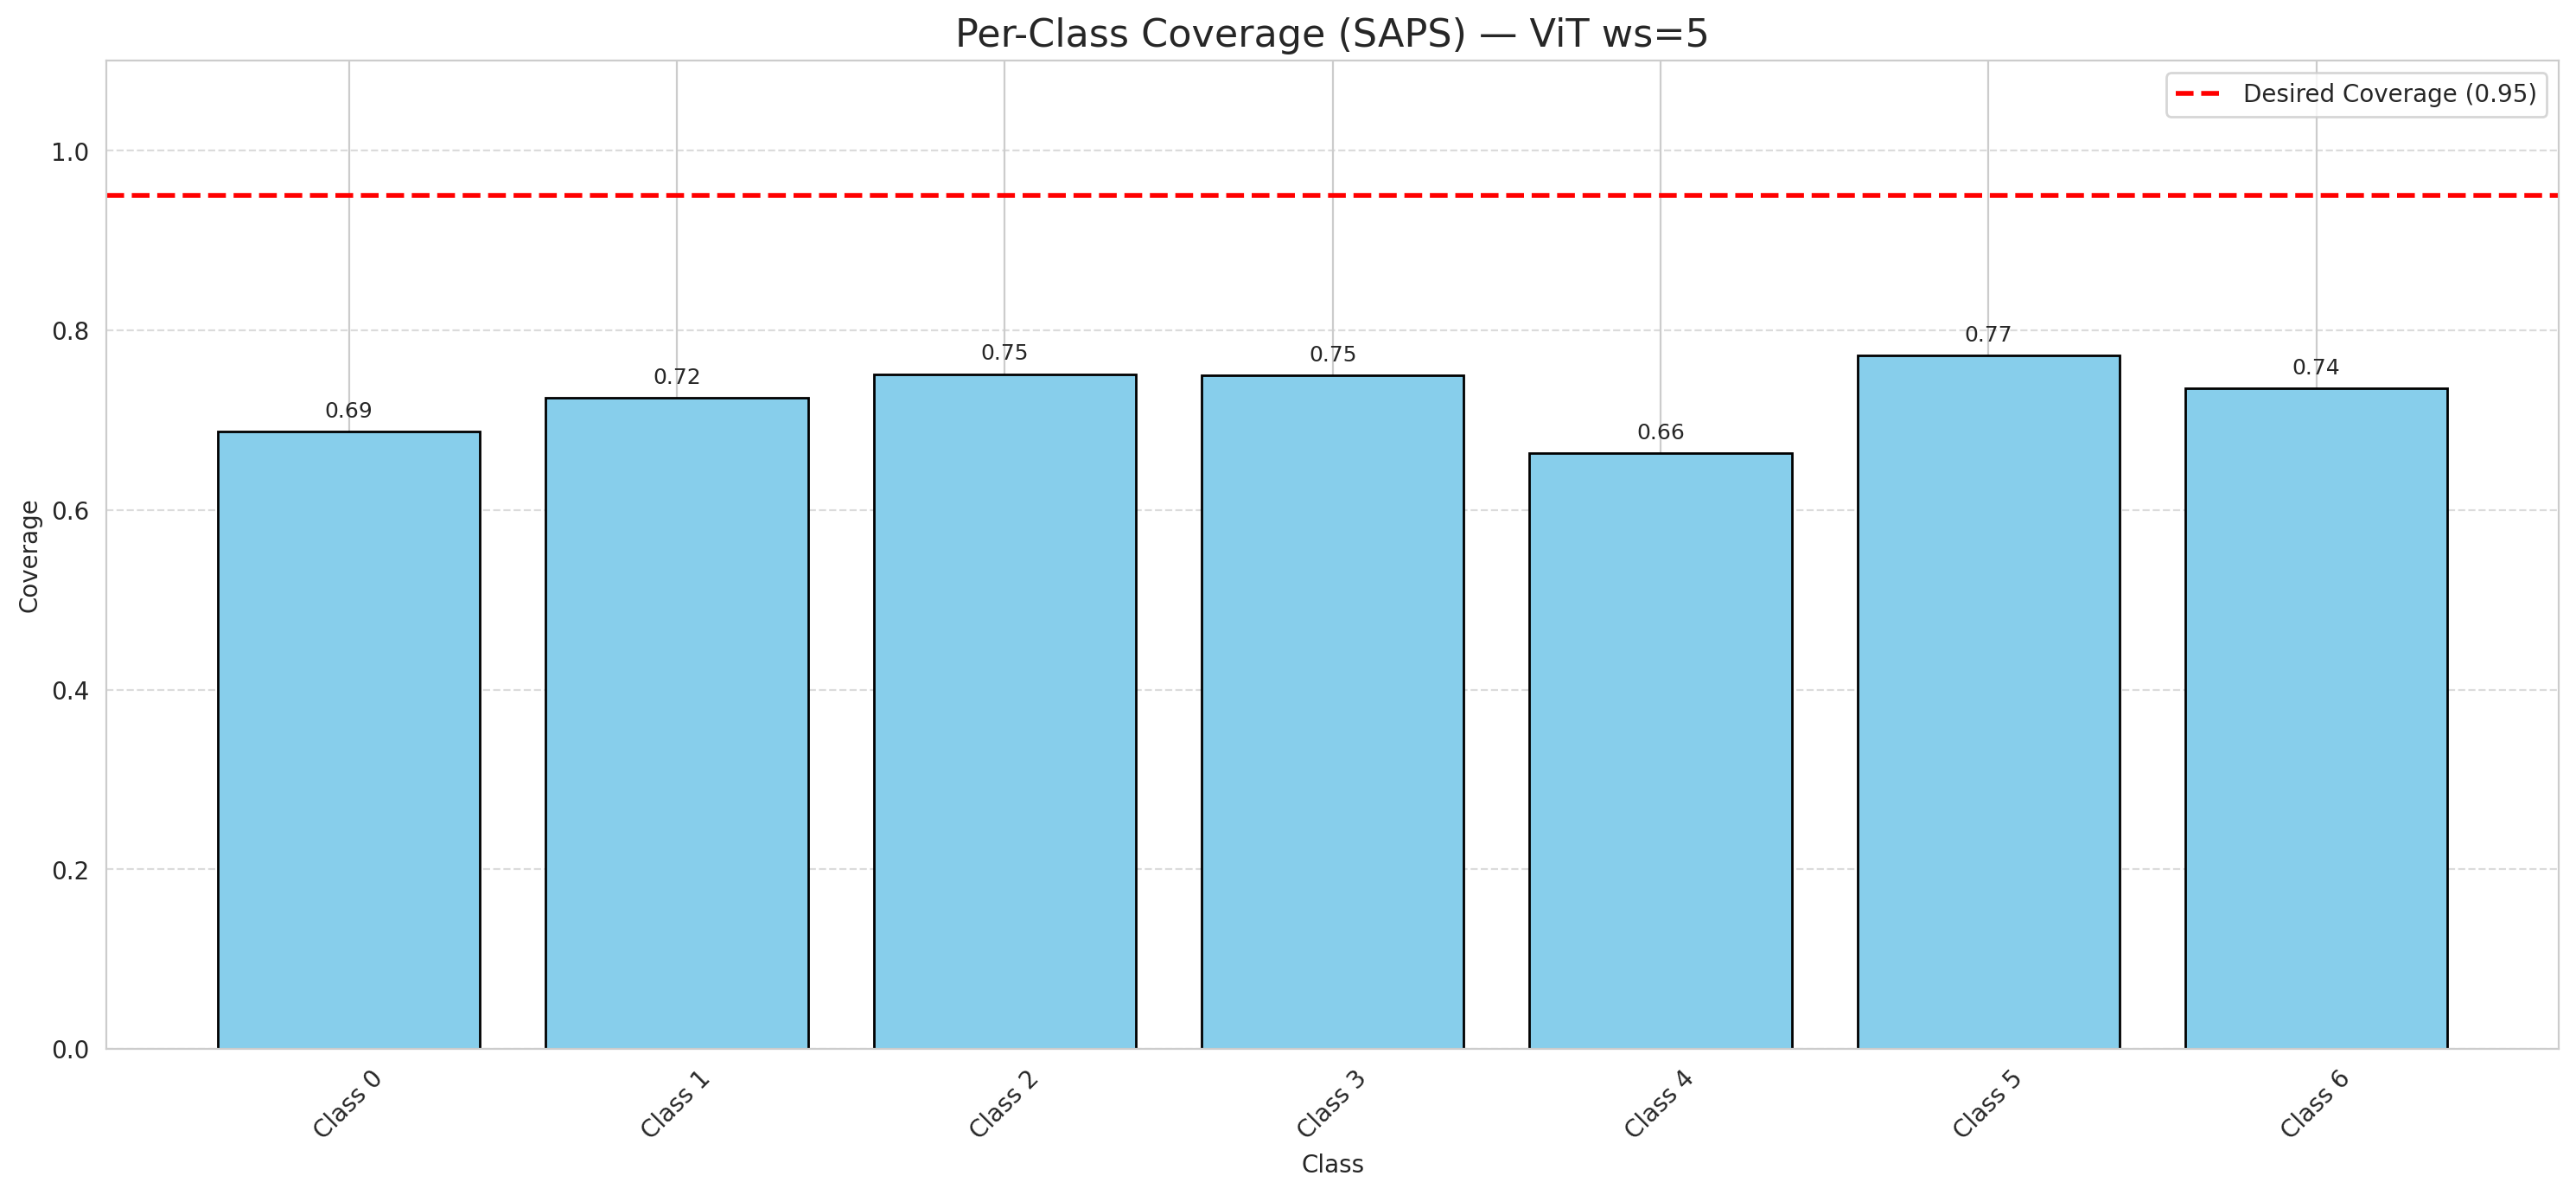 Per-Class Coverage (SAPS) — ViT ws=5
Desired Coverage (0.95)
1.0
0.8
0.6
0.4
0.2
0.0
Coverage
0.69
0.72
0.75
0.75
0.66
0.77
0.74
Class 0
Class 1
Class 2
Class 3
Class 4
Class 5
Class 6
Class